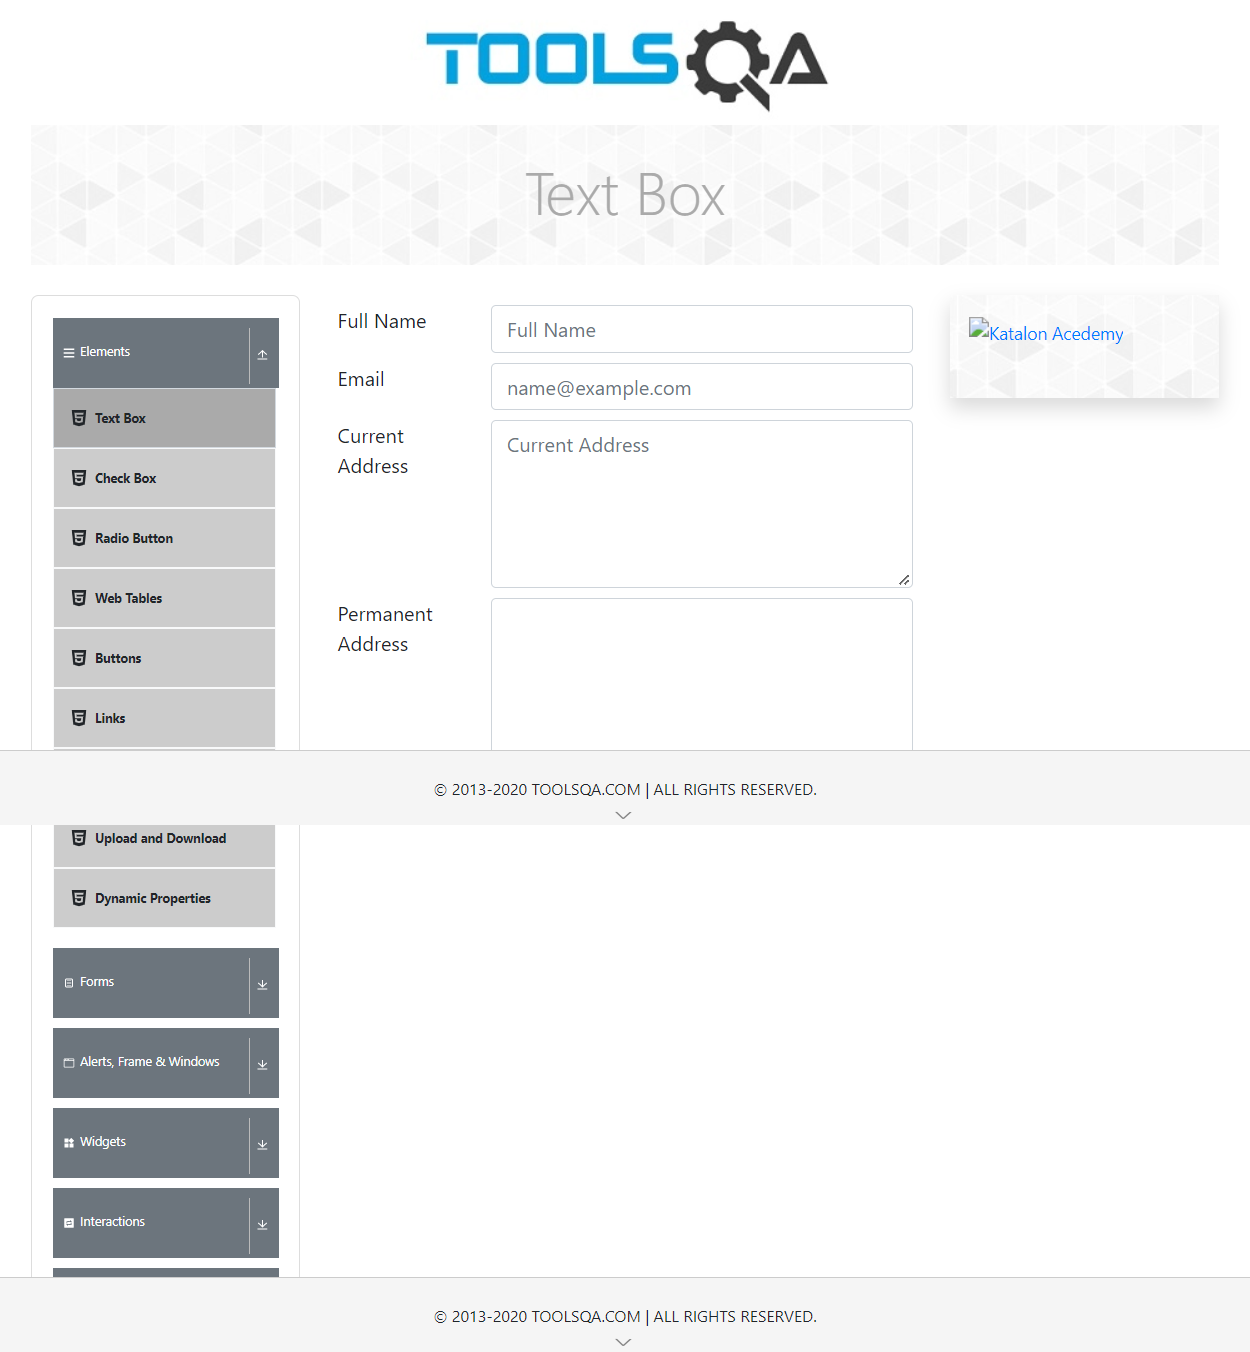 TOOLSQA
Text Box
Elements
Text Box
Check Box
Radio Button
Web Tables
Buttons
Links
Full Name
Full Name
Email
name@example.com
Current
Address
Current Address
Permanent
Address
Katalon Acedemy
© 2013-2020 TOOLSQA.COM | ALL RIGHTS RESERVED.
Upload and Download
Dynamic Properties
Forms
Alerts, Frame & Windows
Widgets
Interactions
© 2013-2020 TOOLSQA.COM | ALL RIGHTS RESERVED.